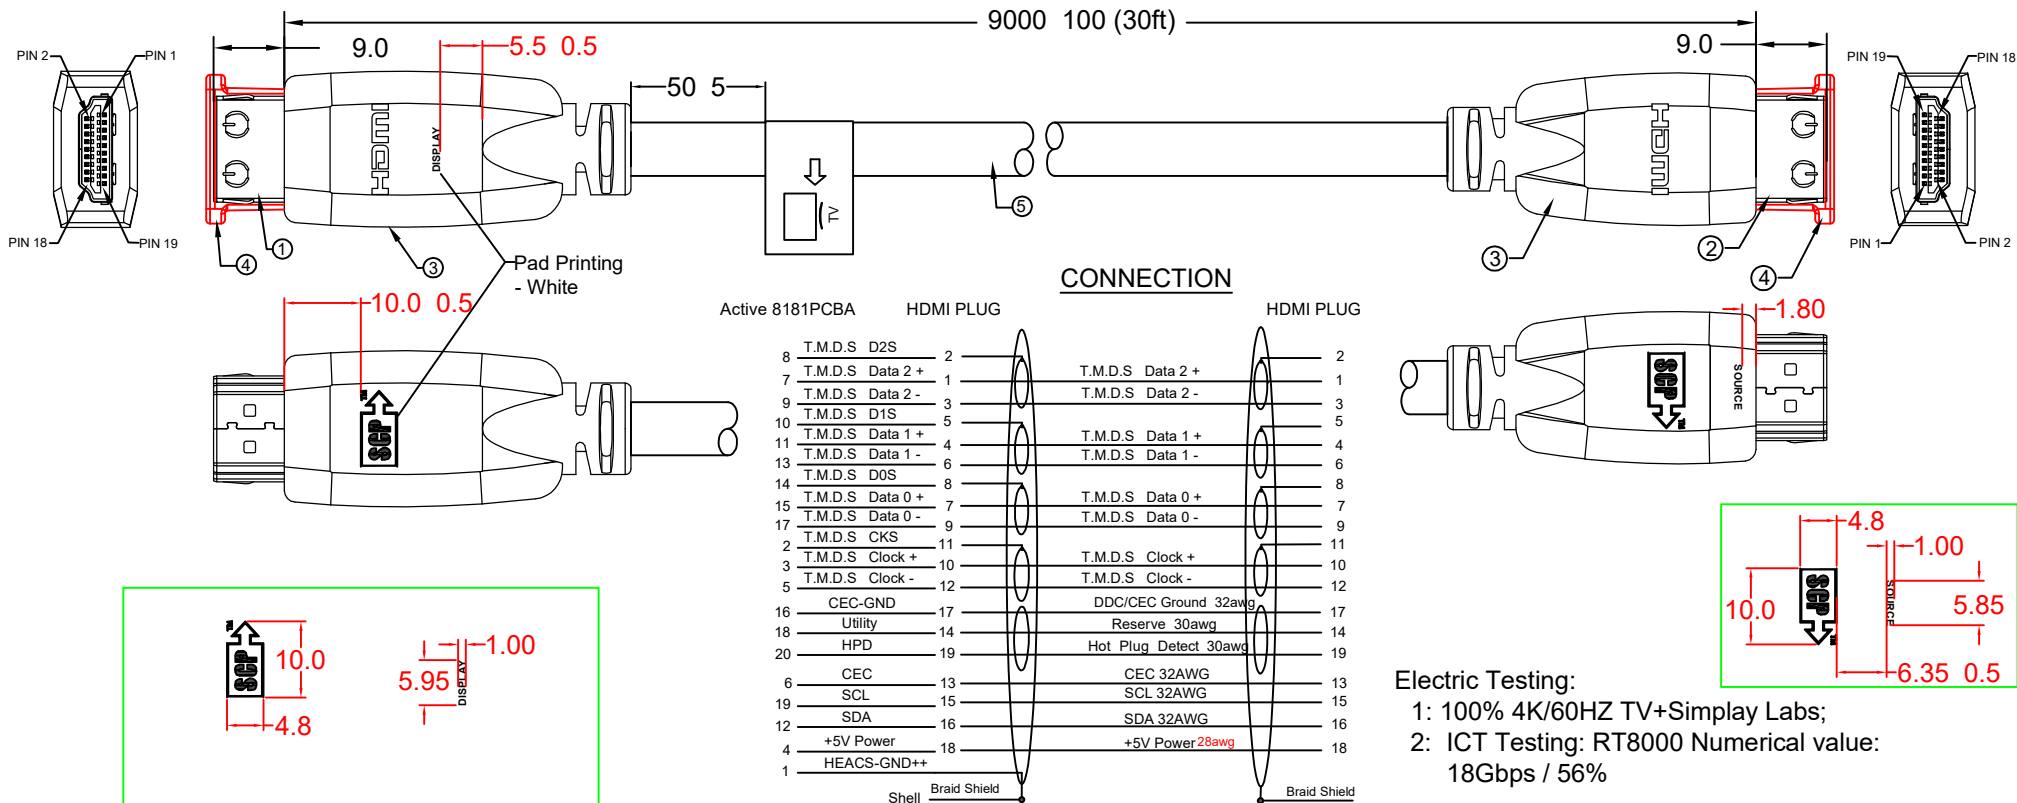 9000 100 (30ft)
9.0
5.5 0.5
9.0
PIN 2
PIN 1
PIN 19
PIN 18
50 5
HDMI
DISPLAY
TV
HDMI
5
PIN 18
PIN 19
4
1
3
3
2
4
PIN 1
PIN 2
Pad Printing
- White
10.0 0.5
1.80
SCP
TM
SCP
TM
SOURCE
CONNECTION
Active 8181PCBA HDMI PLUG HDMI PLUG
8 T.M.D.S D2S 2 2
7 T.M.D.S Data 2 + 1 T.M.D.S Data 2 + 1
9 T.M.D.S Data 2 - 3 T.M.D.S Data 2 - 3
10 T.M.D.S D1S 5 5
11 T.M.D.S Data 1 + 4 T.M.D.S Data 1 + 4
13 T.M.D.S Data 1 - 6 T.M.D.S Data 1 - 6
14 T.M.D.S D0S 8 8
15 T.M.D.S Data 0 + 7 T.M.D.S Data 0 + 7
17 T.M.D.S Data 0 - 9 T.M.D.S Data 0 - 9
2 T.M.D.S CKS 11 11
3 T.M.D.S Clock + 10 T.M.D.S Clock + 10
5 T.M.D.S Clock - 12 T.M.D.S Clock - 12
16 CEC-GND 17 DDC/CEC Ground 32awg 17
18 Utility 14 Reserve 30awg 14
20 HPD 19 Hot Plug Detect 30awg 19
6 CEC 13 CEC 32AWG 13
19 SCL 15 SCL 32AWG 15
12 SDA 16 SDA 32AWG 16
4 +5V Power 18 +5V Power 28awg 18
1 HEACS-GND++
Shell Braid Shield Braid Shield
TM
SCP
10.0
4.8
5.95
DISPLAY
1.00
4.8
1.00
10.0
SCP
TM
SOURCE
5.85
6.35 0.5
Electric Testing:
1: 100% 4K/60HZ TV+Simplay Labs;
2: ICT Testing: RT8000 Numerical value:
18Gbps / 56%